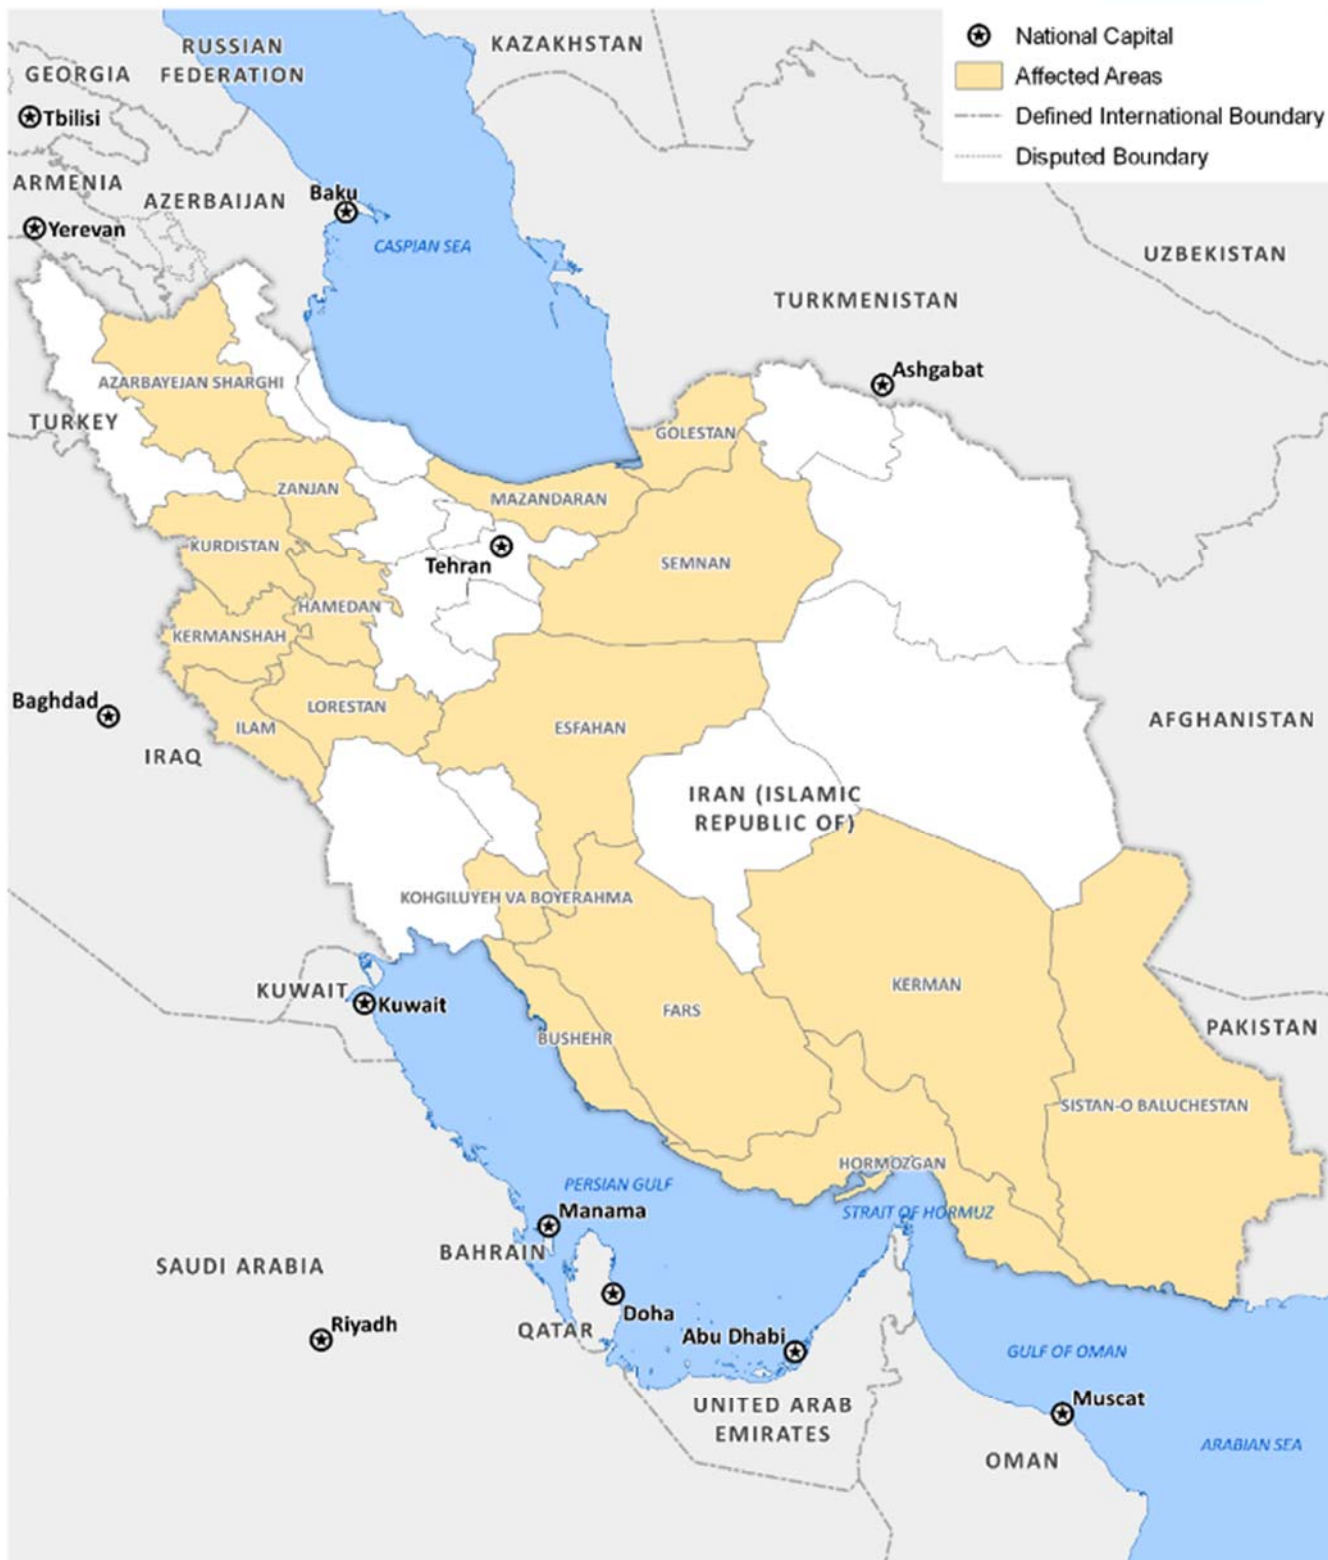 National Capital
Affected Areas
Defined International Boundary
Disputed Boundary
RUSSIAN
FEDERATION
KAZAKHSTAN
GEORGIA
Tbilisi
ARMENIA
AZERBAIJAN
Baku
Yerevan
CASPIAN SEA
UZBEKISTAN
TURKMENISTAN
Ashgabat
AZARBAYEJAN SHARGHI
TURKEY
GOLESTAN
ZANJAN
MAZANDARAN
KURDISTAN
Tehran
SEMNAN
HAMEDAN
KERMANSHAH
Baghdad
LORESTAN
ILAM
ESFAHAN
AFGHANISTAN
IRAQ
IRAN (ISLAMIC
REPUBLIC OF)
KOHGILUYEH VA BOYERAHMA
KUWAIT
Kuwait
KERMAN
FARS
BUSHEHR
PAKISTAN
SISTAN-O BALUCHESTAN
HORMOZGAN
PERSIAN GULF
STRAIT OF HORMUZ
Manama
BAHRAIN
SAUDI ARABIA
Riyadh
Doha
QATAR
Abu Dhabi
GULF OF OMAN
UNITED ARAB
EMIRATES
Muscat
OMAN
ARABIAN SEA